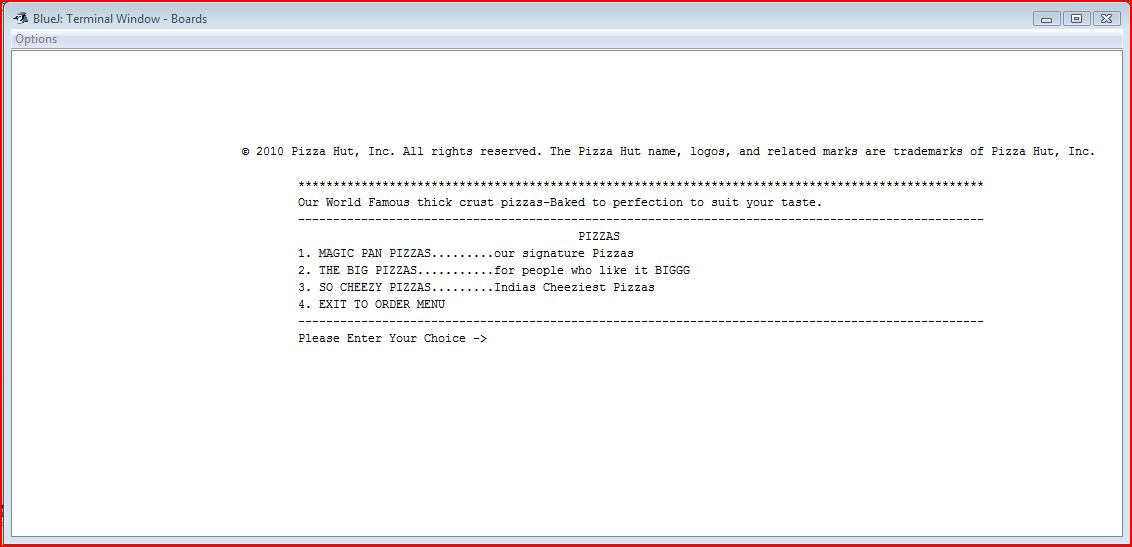 BlueJ: Terminal Window - Boards
Options
© 2010 Pizza Hut, Inc. All rights reserved. The Pizza Hut name, logos, and related marks are trademarks of Pizza Hut, Inc.
**************************************************************************************************
Our World Famous thick crust pizzas-Baked to perfection to suit your taste.
--------------------------------------------------------------------------------------------------
PIZZAS
1. MAGIC PAN PIZZAS.........our signature Pizzas
2. THE BIG PIZZAS...........for people who like it BIGGG
3. SO CHEEZY PIZZAS.........Indias Cheeziest Pizzas
4. EXIT TO ORDER MENU
--------------------------------------------------------------------------------------------------
Please Enter Your Choice ->